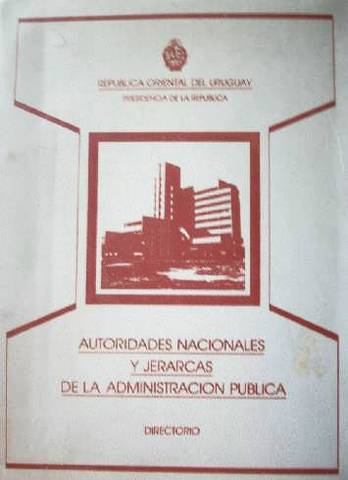 REPUBLICA ORIENTAL DEL URUGUAY
PRESIDENCIA DE LA REPUBLICA
AUTORIDADES NACIONALES
Y JERARCAS
DE LA ADMINISTRACION PUBLICA
DIRECTORIO